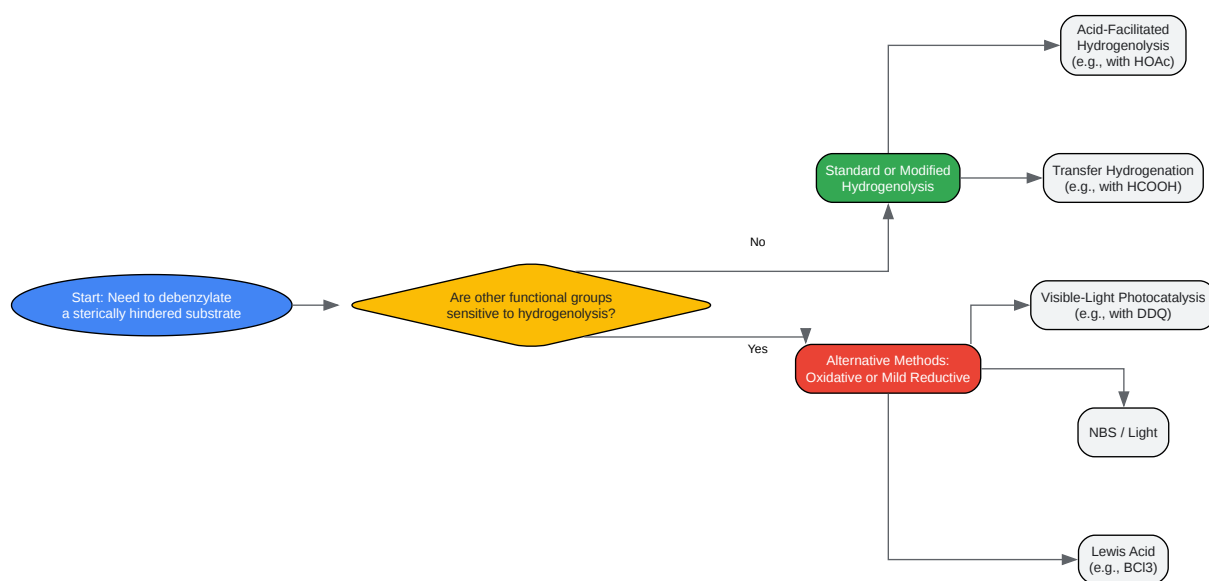 Start: Need to debenzylate
a sterically hindered substrate
Are other functional groups
sensitive to hydrogenolysis?
No
Yes
Standard or Modified
Hydrogenolysis
Acid-Facilitated
Hydrogenolysis
(e.g., with HOAc)
Transfer Hydrogenation
(e.g., with HCOOH)
Alternative Methods:
Oxidative or Mild Reductive
Visible-Light Photocatalysis
(e.g., with DDQ)
NBS / Light
Lewis Acid
(e.g., BCl3)